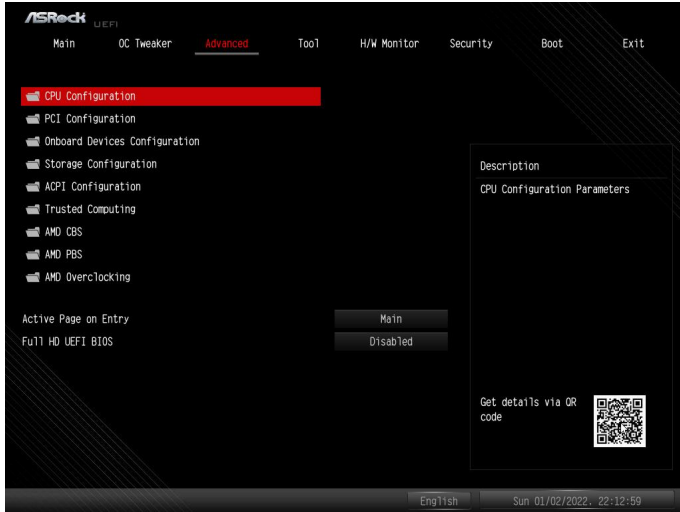 ASRock UEFI
Main OC Tweaker Advanced Tool H/W Monitor Security Boot Exit
CPU Configuration
PCI Configuration
Onboard Devices Configuration
Storage Configuration
ACPI Configuration
Trusted Computing
AMD CBS
AMD PBS
AMD Overclocking
Active Page on Entry Main
Full HD UEFI BIOS Disabled
Description
CPU Configuration Parameters
Get details via QR
code
English Sun 01/02/2022. 22:12:59